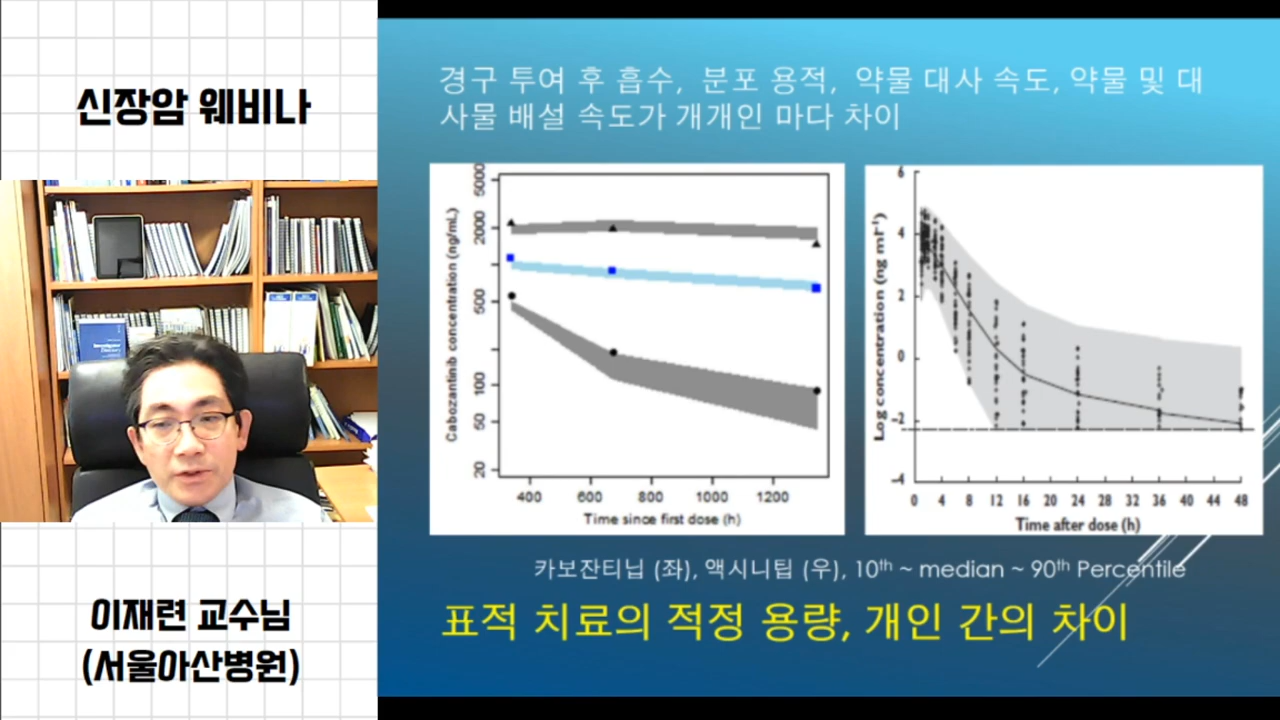 신장암 웨비나
이재련 교수님
(서울아산병원)
경구 투여 후 흡수, 분포 용적, 약물 대사 속도, 약물 및 대
사물 배설 속도가 개개인 마다 차이
Cabozantinib concentration (ng/mL)
5000
2000
500
100
50
20
400 600 800 1000 1200
Time since first dose (h)
Log concentration (ng ml⁻¹)
6
4
2
0
−2
−4
0 4 8 12 16 20 24 28 32 36 40 44 48
Time after dose (h)
카보잔티닙 (좌), 액시니팁 (우), 10th ~ median ~ 90th Percentile
표적 치료의 적정 용량, 개인 간의 차이